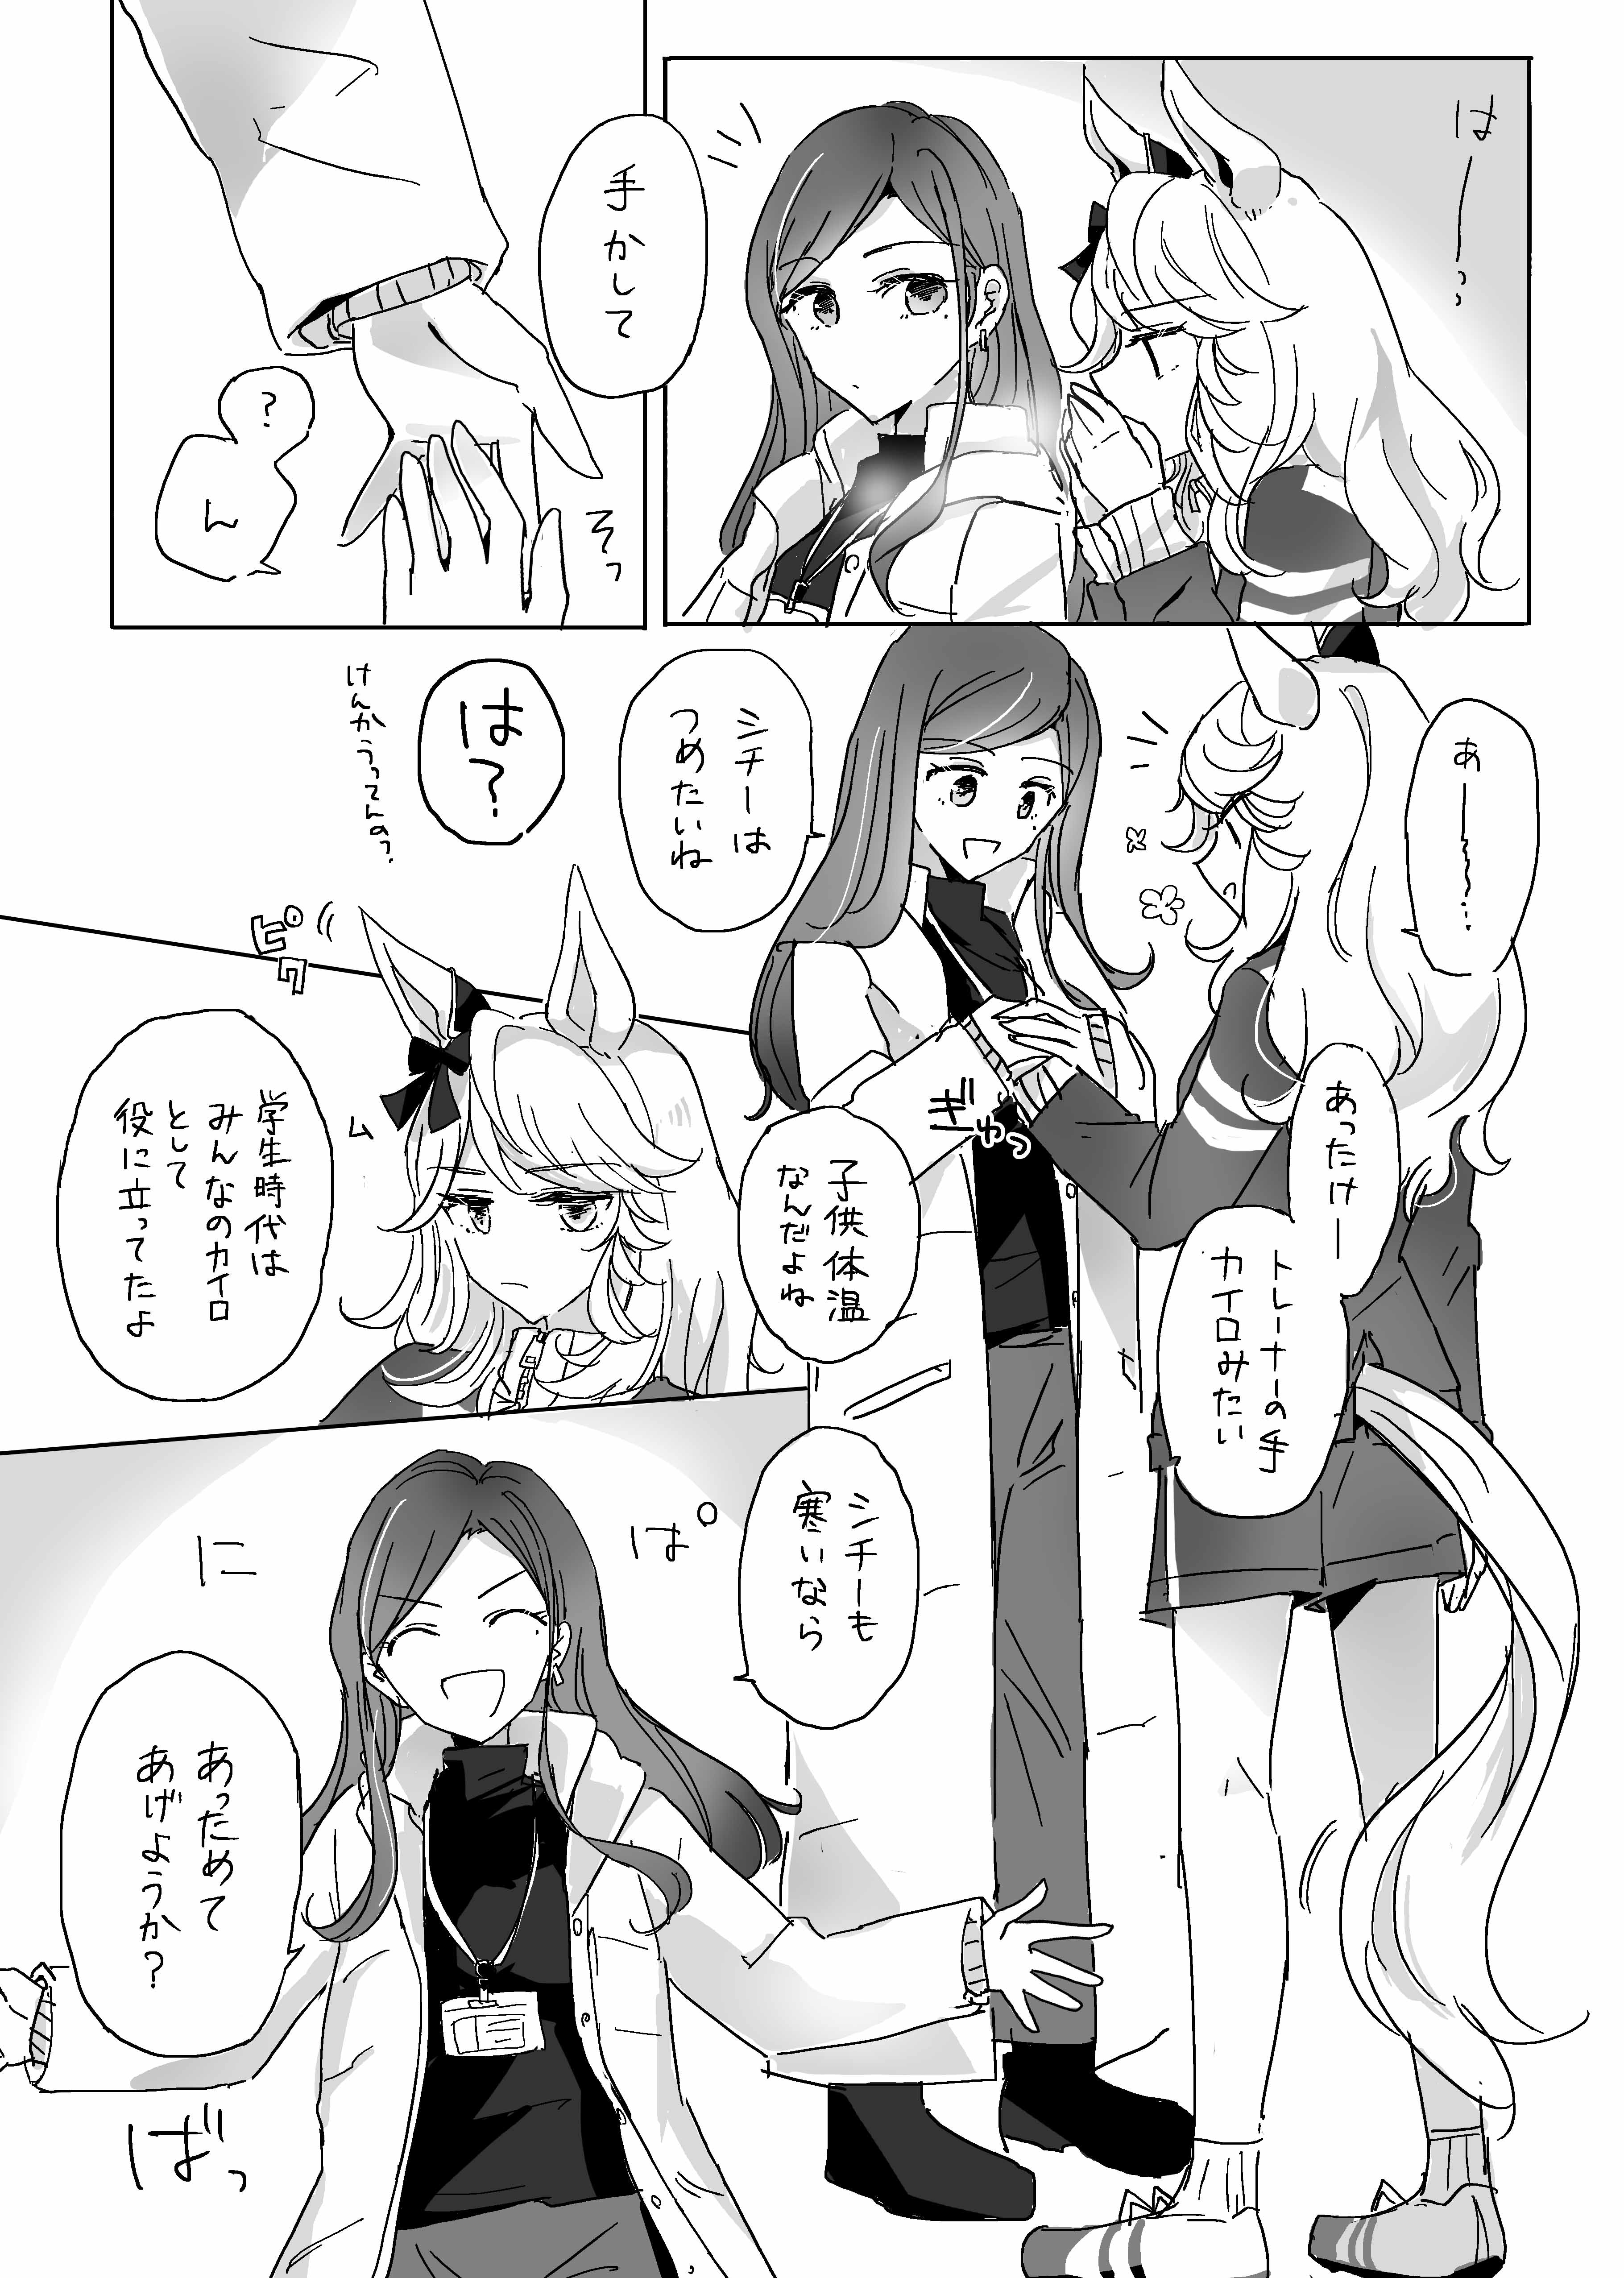 はーーっ
手かして
?
ん
そっ
あー〜…
あったけー
トレーナーの手
カイロみたい
シチーは
つめたいね
ぎゅっ
子供体温
なんだよね
は?
けんかうってんの?
ピク
ム
学生時代は
みんなのカイロ
として
役に立ってたよ
シチーも
寒いなら
ぱ
に
あっためて
あげようか?
ばっ